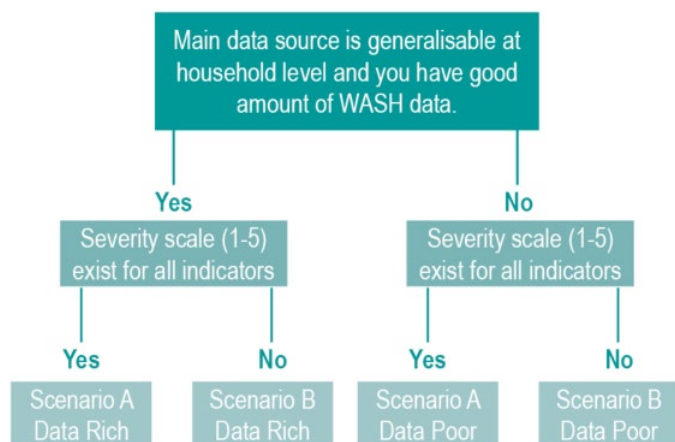 Main data source is generalisable at
household level and you have good
amount of WASH data.
Yes
No
Severity scale (1-5)
exist for all indicators
Severity scale (1-5)
exist for all indicators
Yes
No
Yes
No
Scenario A
Data Rich
Scenario B
Data Rich
Scenario A
Data Poor
Scenario B
Data Poor